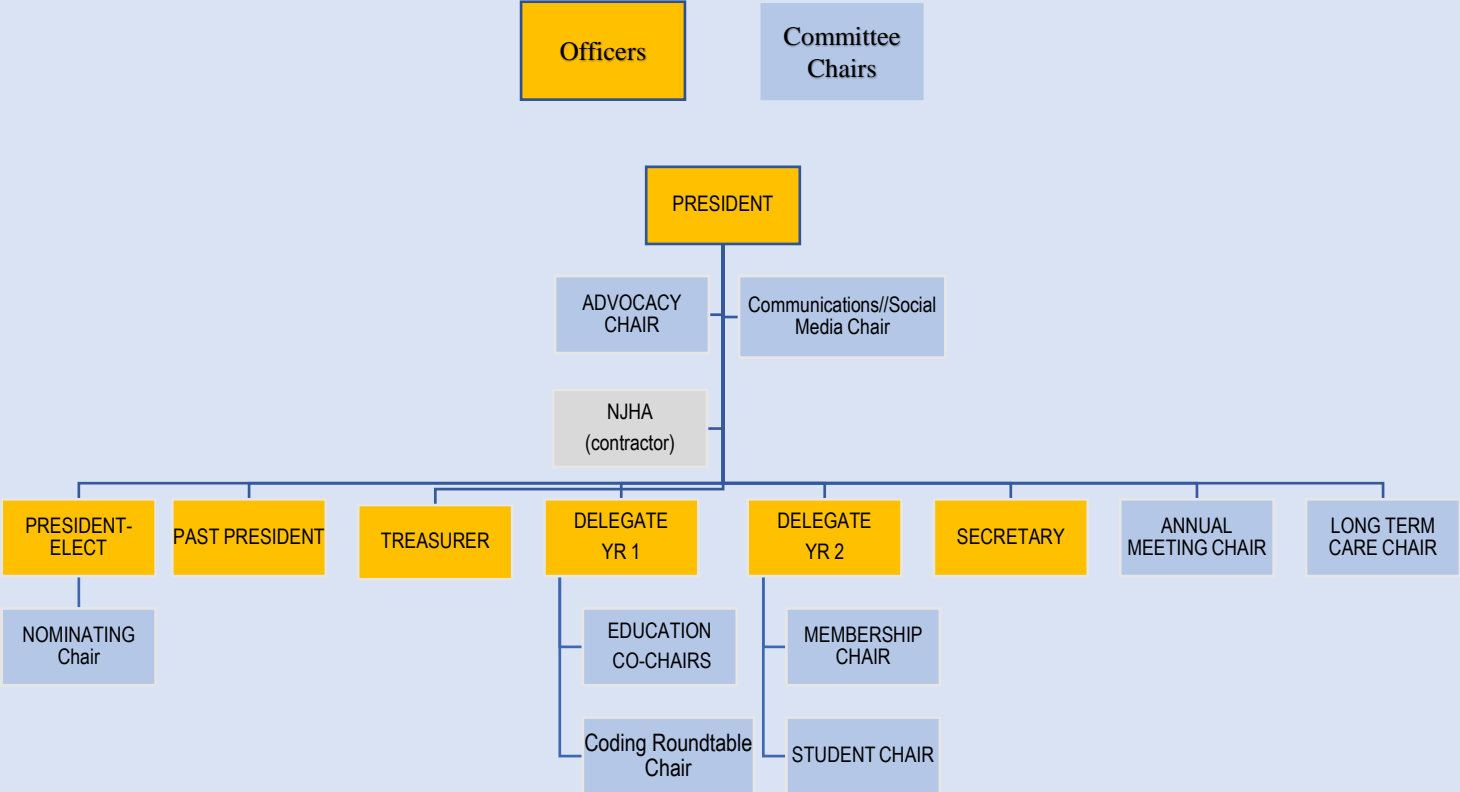 Officers
Committee
Chairs
PRESIDENT
ADVOCACY
CHAIR
Communications//Social
Media Chair
NJHA
(contractor)
PRESIDENT-
ELECT
PAST PRESIDENT
TREASURER
DELEGATE
YR 1
DELEGATE
YR 2
SECRETARY
ANNUAL
MEETING CHAIR
LONG TERM
CARE CHAIR
NOMINATING
Chair
EDUCATION
CO-CHAIRS
MEMBERSHIP
CHAIR
Coding Roundtable
Chair
STUDENT CHAIR